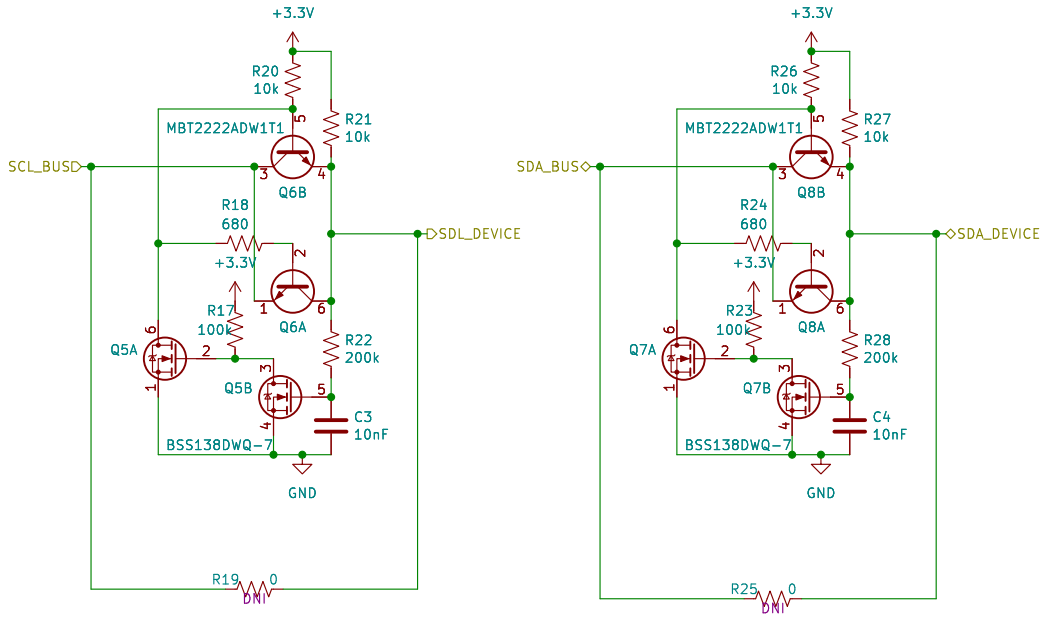 +3.3V
R20
10k
5
R21
10k
MBT2222ADW1T1
SCL_BUS
3
4
Q6B
R18
680
SDL_DEVICE
2
+3.3V
1
6
Q6A
R17
100k
R22
200k
6
Q5A
2
1
3
Q5B
5
4
C3
10nF
BSS138DWQ-7
GND
R19
0
DNI
+3.3V
R26
10k
5
R27
10k
MBT2222ADW1T1
SDA_BUS
3
4
Q8B
R24
680
SDA_DEVICE
2
+3.3V
1
6
Q8A
R23
100k
R28
200k
6
Q7A
2
1
3
Q7B
5
4
C4
10nF
BSS138DWQ-7
GND
R25
0
DNI